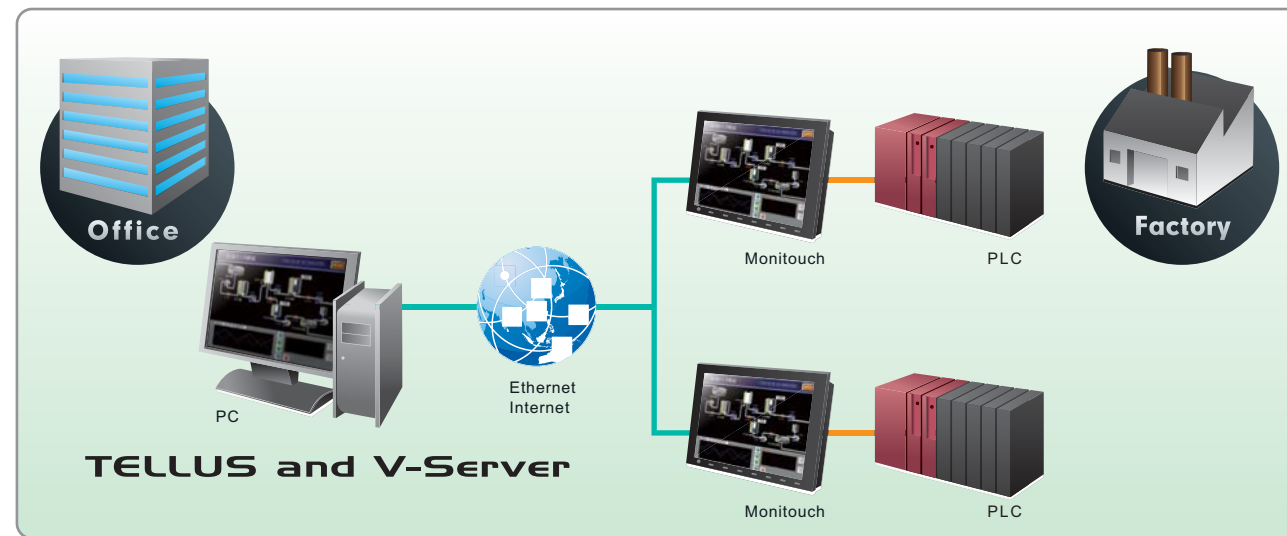 Office
Factory
Monitouch
PLC
PC
Ethernet
Internet
TELLUS and V-Server
Monitouch
PLC